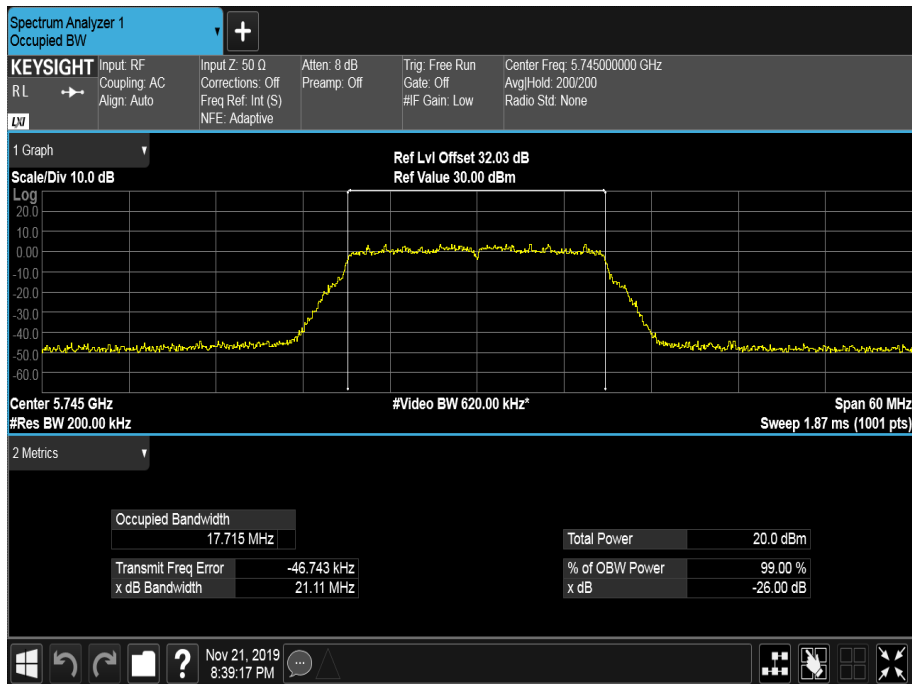 Spectrum Analyzer 1
Occupied BW
+
KEYSIGHT
R L
LXI
Input: RF
Coupling: AC
Align: Auto
Input Z: 50 Ω
Corrections: Off
Freq Ref: Int (S)
NFE: Adaptive
Atten: 8 dB
Preamp: Off
Trig: Free Run
Gate: Off
#IF Gain: Low
Center Freq: 5.745000000 GHz
Avg|Hold: 200/200
Radio Std: None
1 Graph
Scale/Div 10.0 dB
Ref Lvl Offset 32.03 dB
Ref Value 30.00 dBm
Log
20.0
10.0
0.00
-10.0
-20.0
-30.0
-40.0
-50.0
-60.0
Center 5.745 GHz
#Res BW 200.00 kHz
#Video BW 620.00 kHz*
Span 60 MHz
Sweep 1.87 ms (1001 pts)
2 Metrics
Occupied Bandwidth
17.715 MHz
Transmit Freq Error -46.743 kHz
x dB Bandwidth 21.11 MHz
Total Power 20.0 dBm
% of OBW Power 99.00 %
x dB -26.00 dB
?
Nov 21, 2019
8:39:17 PM